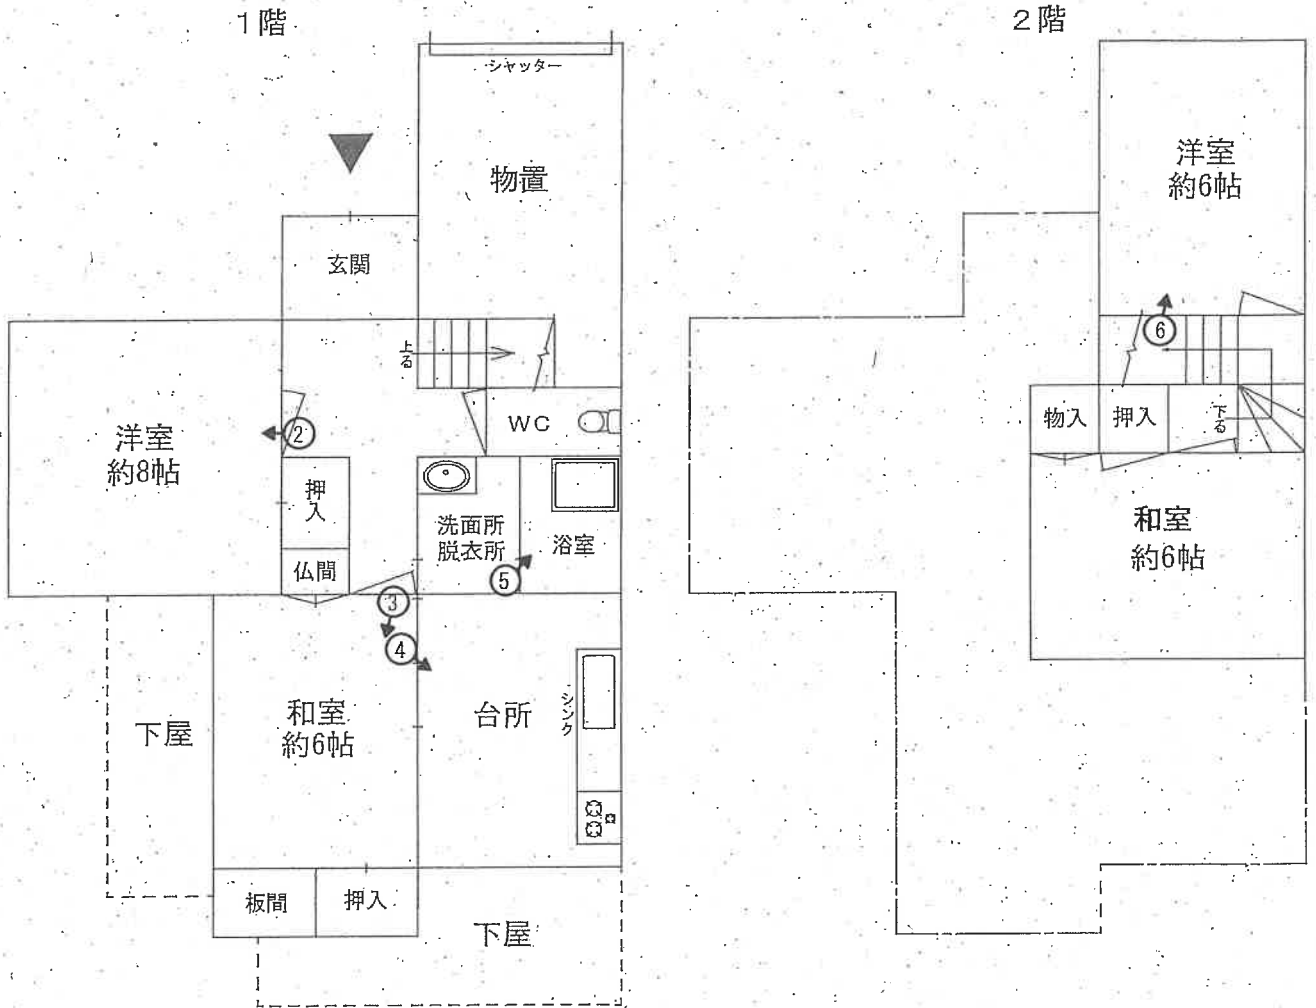 1階
シャッター
物置
玄関
上る
WC
②
洋室
約8帖
押入
仏間
洗面所
脱衣所
浴室
⑤
③
④
下屋
和室
約6帖
台所
シンク
板間
押入
下屋
2階
洋室
約6帖
⑥
物入
押入
下る
和室
約6帖